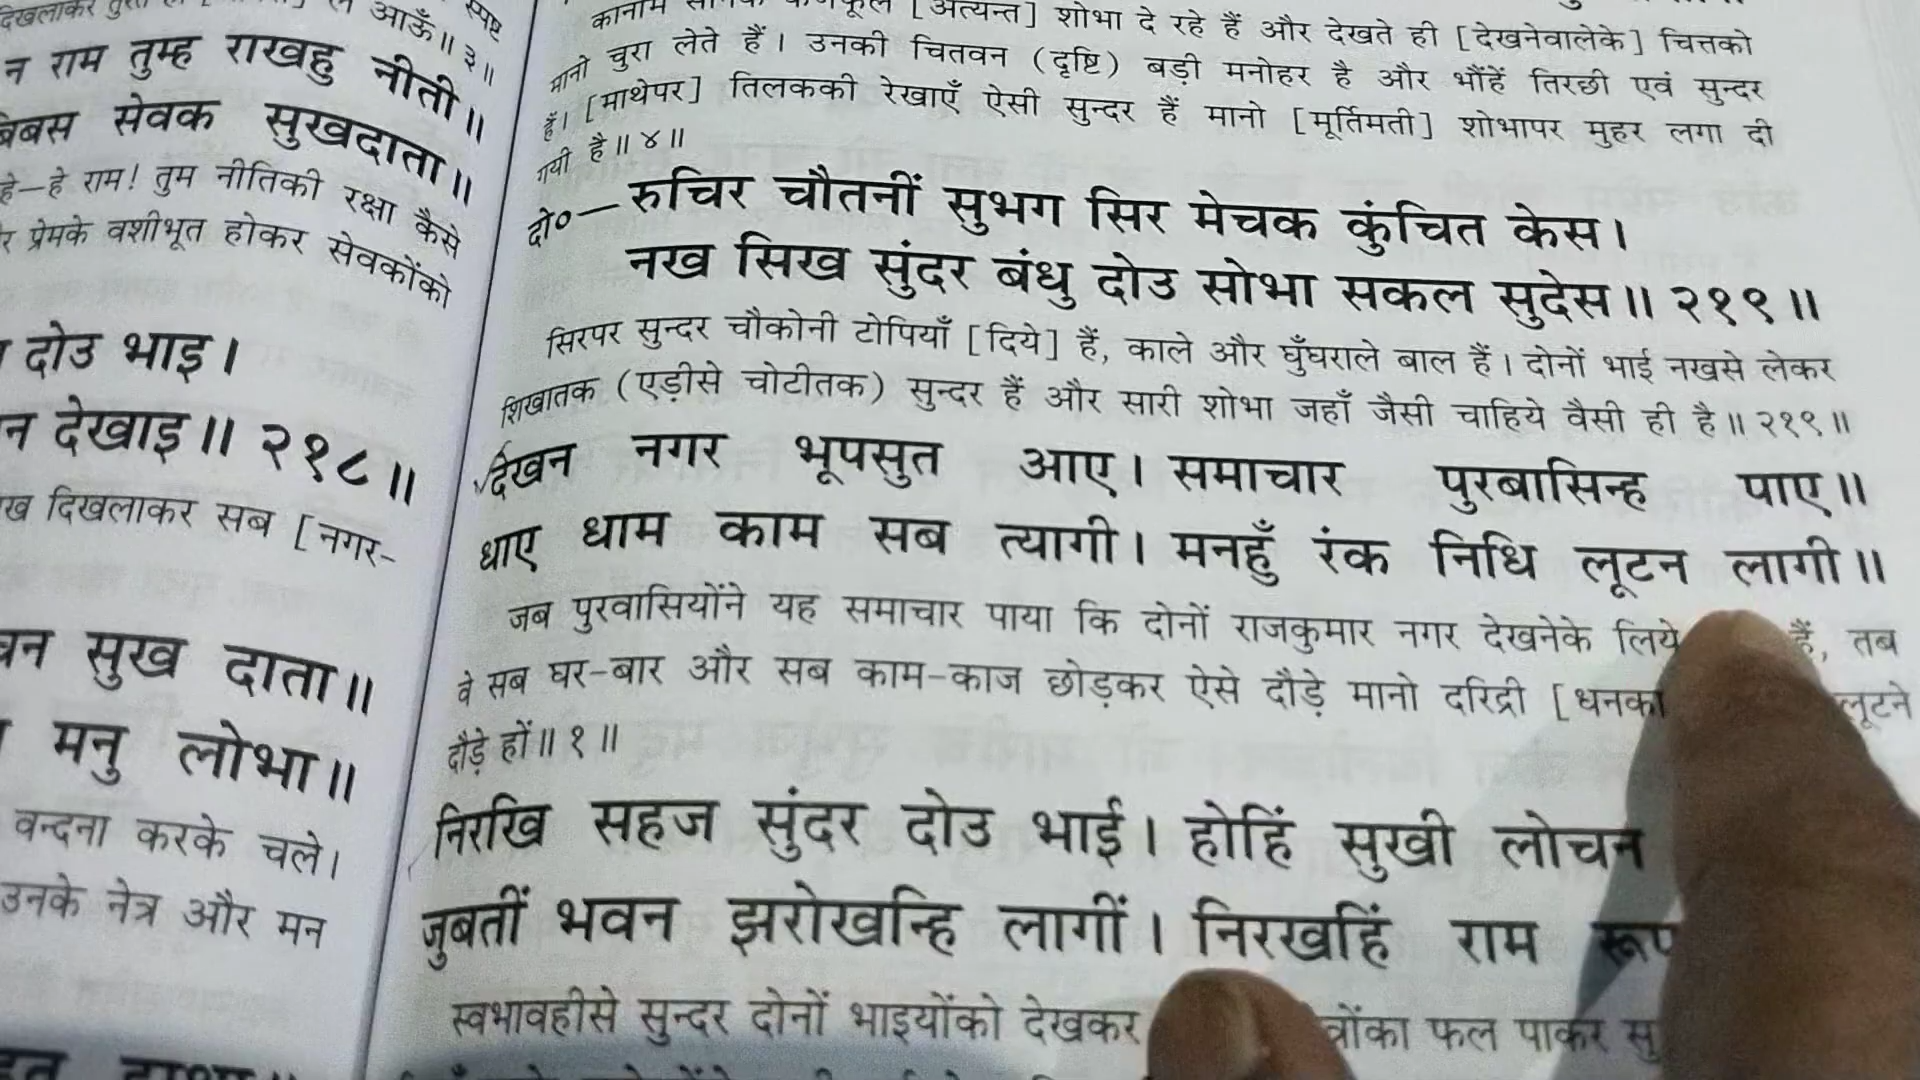 न राम तुम्ह राखहु नीती॥
सेवक सुखदाता॥
हे—हे राम! तुम नीतिकी रक्षा कैसे
प्रेमके वशीभूत होकर सेवकोंको
दोउ भाइ।
न देखाइ॥ २१८॥
ख दिखलाकर सब [नगर-
सुख दाता॥
मनु लोभा॥
वन्दना करके चले।
उनके नेत्र और मन
[अत्यन्त] शोभा दे रहे हैं और देखते ही [देखनेवालेके] चित्तको
मानो चुरा लेते हैं। उनकी चितवन (दृष्टि) बड़ी मनोहर है और भौंहें तिरछी एवं सुन्दर
हैं। [माथेपर] तिलककी रेखाएँ ऐसी सुन्दर हैं मानो [मूर्तिमती] शोभापर मुहर लगा दी
गयी है॥ ४॥
दो०—रुचिर चौतनीं सुभग सिर मेचक कुंचित केस।
नख सिख सुंदर बंधु दोउ सोभा सकल सुदेस॥ २१९॥
सिरपर सुन्दर चौकोनी टोपियाँ [दिये] हैं, काले और घुँघराले बाल हैं। दोनों भाई नखसे लेकर
शिखातक (एड़ीसे चोटीतक) सुन्दर हैं और सारी शोभा जहाँ जैसी चाहिये वैसी ही है॥ २१९॥
देखन नगर भूपसुत आए। समाचार पुरबासिन्ह पाए॥
धाए धाम काम सब त्यागी। मनहुँ रंक निधि लूटन लागी॥
जब पुरवासियोंने यह समाचार पाया कि दोनों राजकुमार नगर देखनेके लिये हैं, तब
वे सब घर-बार और सब काम-काज छोड़कर ऐसे दौड़े मानो दरिद्री [धनका लूटने
दौड़े हों॥ १॥
निरखि सहज सुंदर दोउ भाई। होहिं सुखी लोचन
जुबतीं भवन झरोखन्हि लागीं। निरखहिं राम रूप
स्वभावहीसे सुन्दर दोनों भाइयोंको देखकर फल पाकर